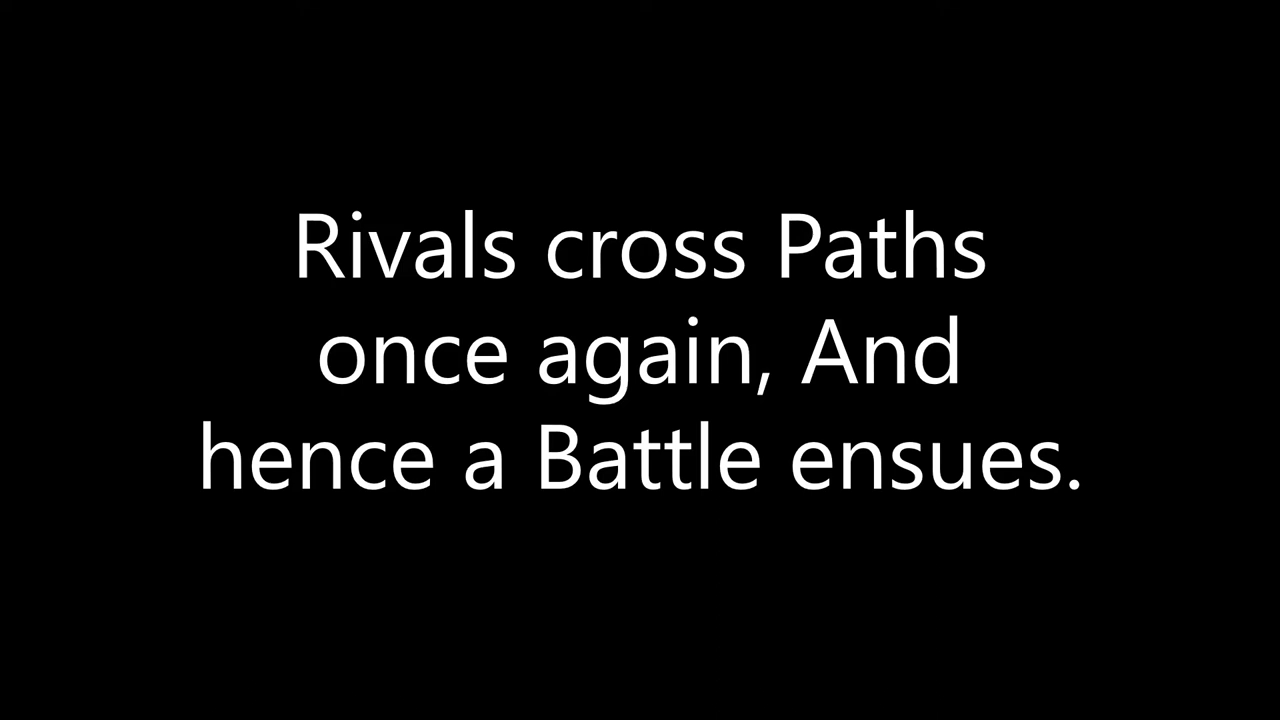 Rivals cross Paths
once again, And
hence a Battle ensues.